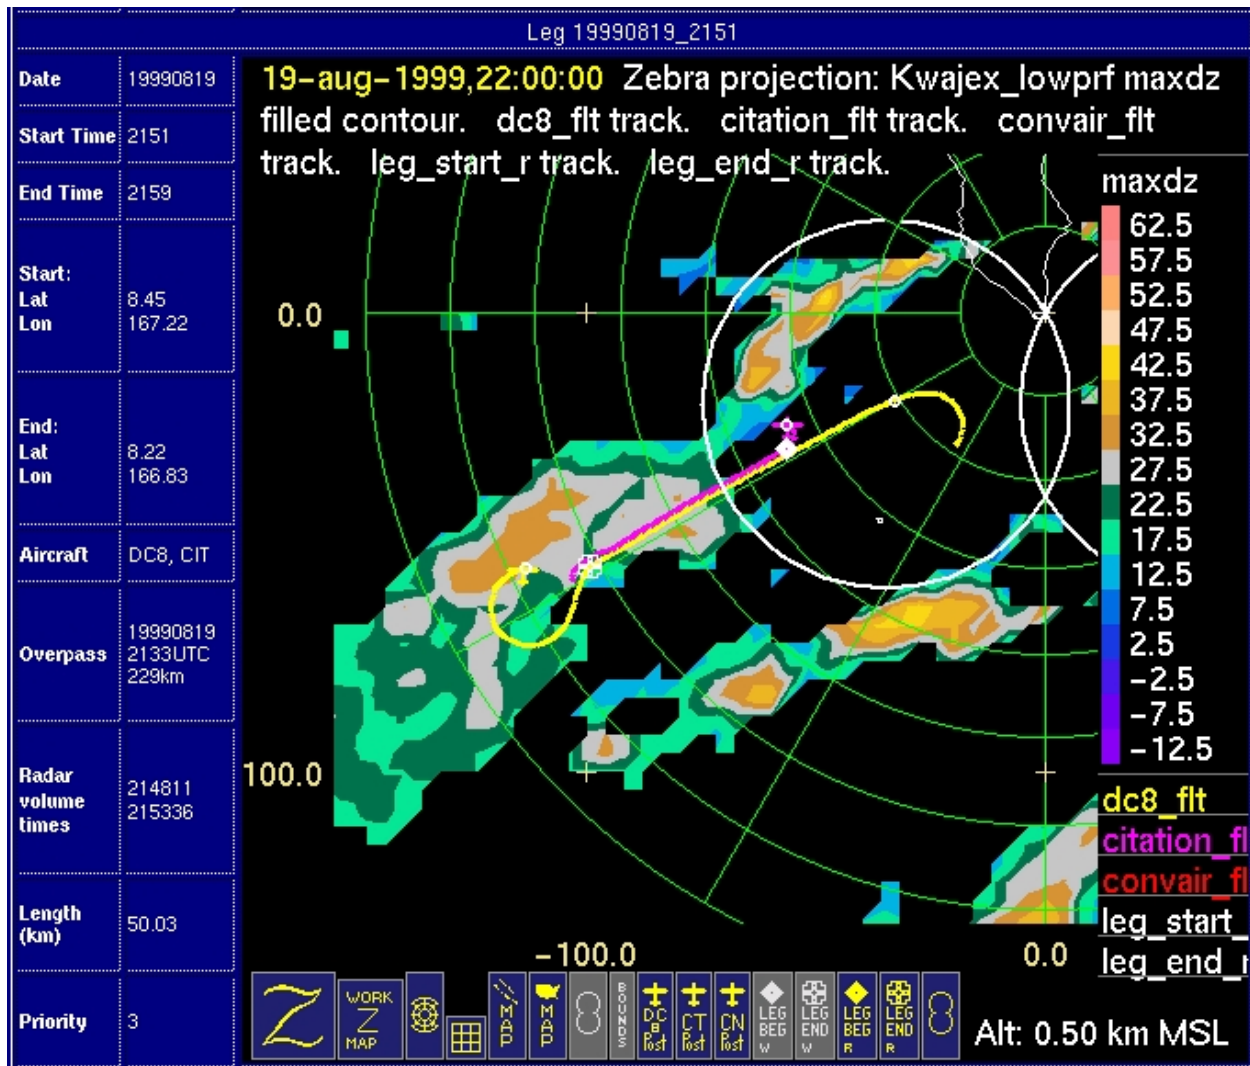 Leg 19990819_2151
Date 19990819
Start Time 2151
End Time 2159
Start:
Lat 8.45
Lon 167.22
End:
Lat 8.22
Lon 166.83
Aircraft DC8, CIT
Overpass 19990819
2133UTC
229km
Radar
volume
times
214811
215336
Length
(km)
50.03
Priority 3
19-aug-1999,22:00:00 Zebra projection: Kwajex_lowprf maxdz
filled contour. dc8_flt track. citation_flt track. convair_flt
track. leg_start_r track. leg_end_r track.
0.0
100.0
-100.0 0.0
maxdz
62.5
57.5
52.5
47.5
42.5
37.5
32.5
27.5
22.5
17.5
12.5
7.5
2.5
-2.5
-7.5
-12.5
dc8_flt
citation_fl
convair_fl
leg_start_
leg_end_r
Z
WORK
Z
MAP
MAP
MAP
BOUNDS
DC
8
Post
CT
Post
CN
Post
LEG
BEG
W
LEG
END
W
LEG
BEG
R
LEG
END
R
Alt: 0.50 km MSL